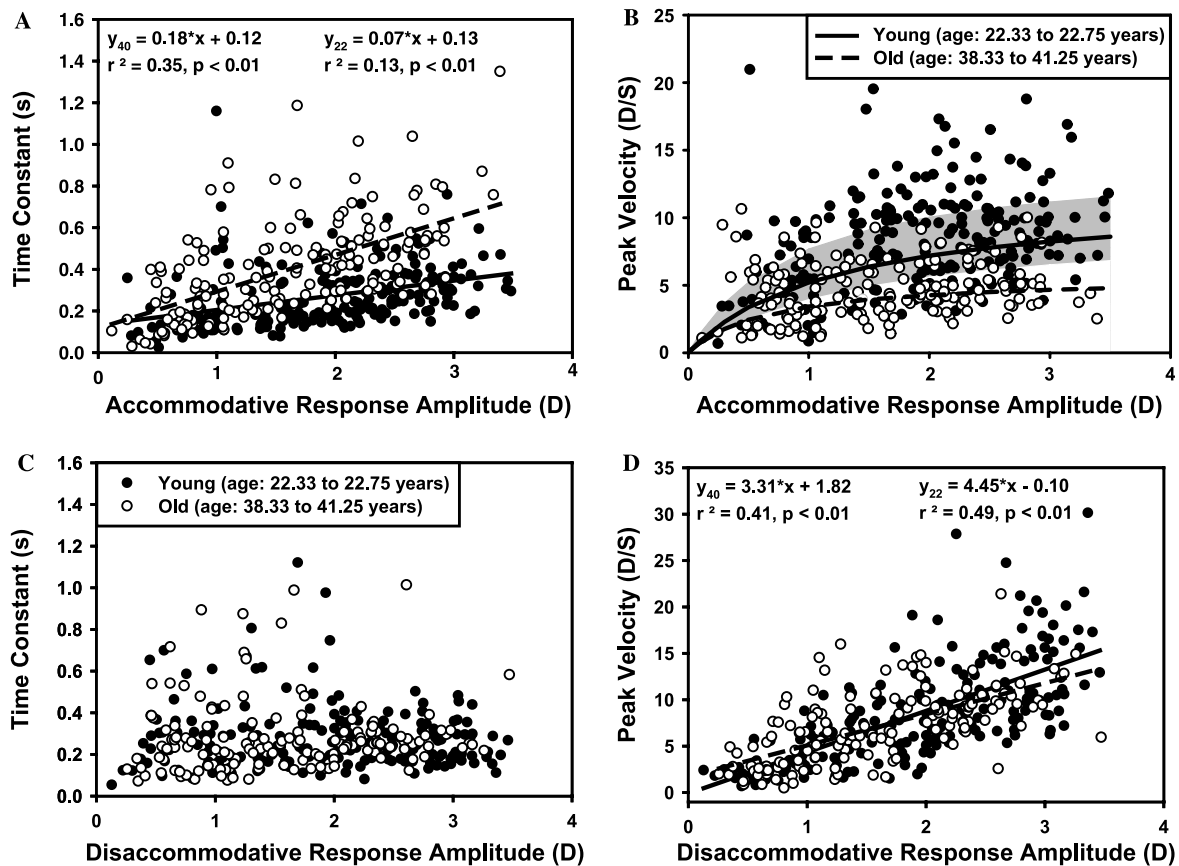 A
y40 = 0.18*x + 0.12
r² = 0.35, p < 0.01
y22 = 0.07*x + 0.13
r² = 0.13, p < 0.01
Time Constant (s)
1.6
1.4
1.2
1.0
0.8
0.6
0.4
0.2
0.0
0 1 2 3 4
Accommodative Response Amplitude (D)
B
Young (age: 22.33 to 22.75 years)
Old (age: 38.33 to 41.25 years)
Peak Velocity (D/S)
25
20
15
10
5
0
0 1 2 3 4
Accommodative Response Amplitude (D)
C
Young (age: 22.33 to 22.75 years)
Old (age: 38.33 to 41.25 years)
Time Constant (s)
1.6
1.4
1.2
1.0
0.8
0.6
0.4
0.2
0.0
0 1 2 3 4
Disaccommodative Response Amplitude (D)
D
y40 = 3.31*x + 1.82
r² = 0.41, p < 0.01
y22 = 4.45*x - 0.10
r² = 0.49, p < 0.01
Peak Velocity (D/S)
35
30
25
20
15
10
5
0
0 1 2 3 4
Disaccommodative Response Amplitude (D)